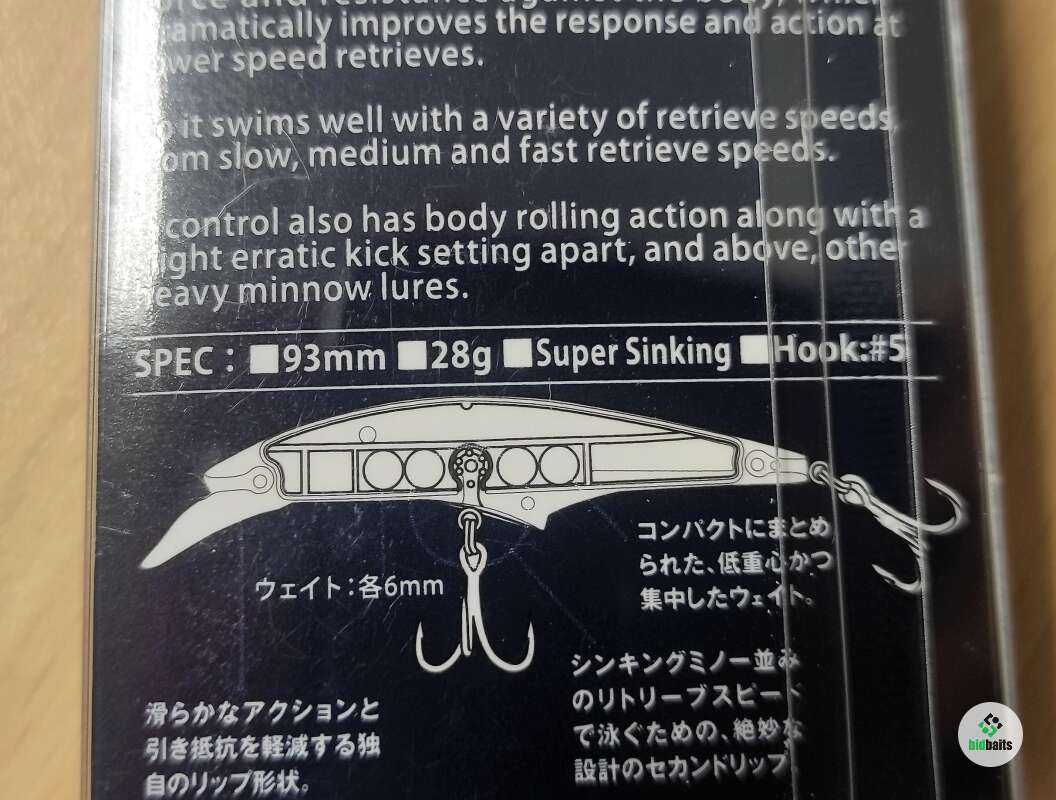 and resistance against the body,
dramatically improves the response and action at
lower speed retrieves.
it swims well with a variety of retrieve speeds,
from slow, medium and fast retrieve speeds.
control also has body rolling action along with a
erratic kick setting apart, and above, other
heavy minnow lures.
SPEC : ■93mm ■28g ■Super Sinking ■Hook:#5
コンパクトにまとめ
られた、低重心かつ
集中したウェイト。
ウェイト：各6mm
シンキングミノー並み
のリトリーブスピード
で泳ぐための、絶妙な
設計のセカンドリップ
滑らかなアクションと
引き抵抗を軽減する独
自のリップ形状。
bidbaits